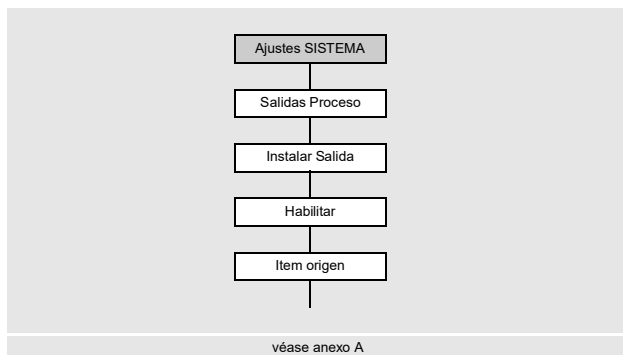 Ajustes SISTEMA
Salidas Proceso
Instalar Salida
Habilitar
Item origen
véase anexo A